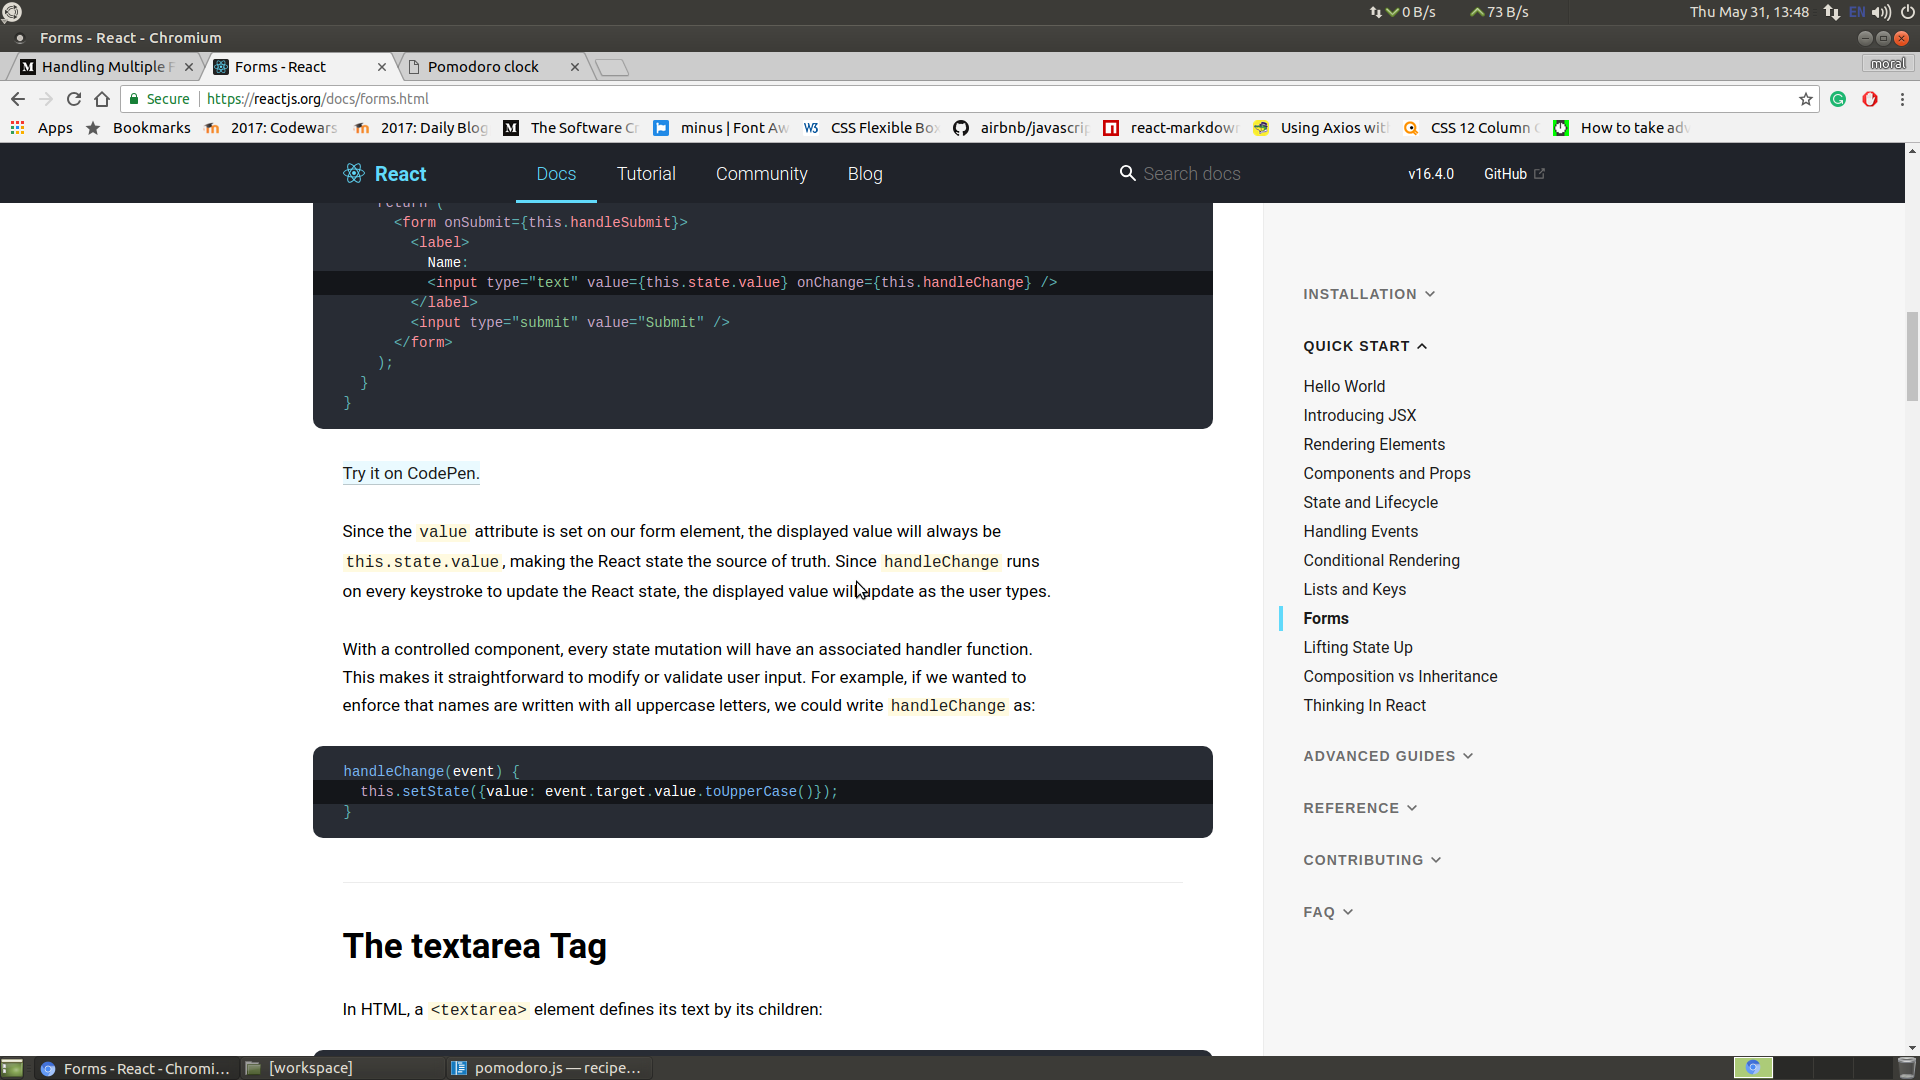 0 B/s 73 B/s Thu May 31, 13:48 EN
Forms - React - Chromium
Handling Multiple F Forms - React Pomodoro clock moral
Secure https://reactjs.org/docs/forms.html
Apps Bookmarks 2017: Codewars 2017: Daily Blog The Software Cr minus | Font Aw CSS Flexible Box airbnb/javascrip react-markdown Using Axios wit CSS 12 Column How to take adv
React Docs Tutorial Community Blog Search docs v16.4.0 GitHub
return (
<form onSubmit={this.handleSubmit}>
<label>
Name:
<input type="text" value={this.state.value} onChange={this.handleChange} />
</label>
<input type="submit" value="Submit" />
</form>
);
}
}
Try it on CodePen.
Since the value attribute is set on our form element, the displayed value will always be
this.state.value, making the React state the source of truth. Since handleChange runs
on every keystroke to update the React state, the displayed value will update as the user types.
With a controlled component, every state mutation will have an associated handler function.
This makes it straightforward to modify or validate user input. For example, if we wanted to
enforce that names are written with all uppercase letters, we could write handleChange as:
handleChange(event) {
this.setState({value: event.target.value.toUpperCase()});
}
The textarea Tag
In HTML, a <textarea> element defines its text by its children:
INSTALLATION
QUICK START
Hello World
Introducing JSX
Rendering Elements
Components and Props
State and Lifecycle
Handling Events
Conditional Rendering
Lists and Keys
Forms
Lifting State Up
Composition vs Inheritance
Thinking In React
ADVANCED GUIDES
REFERENCE
CONTRIBUTING
FAQ
Forms - React - Chromi... [workspace] pomodoro.js — recipe...